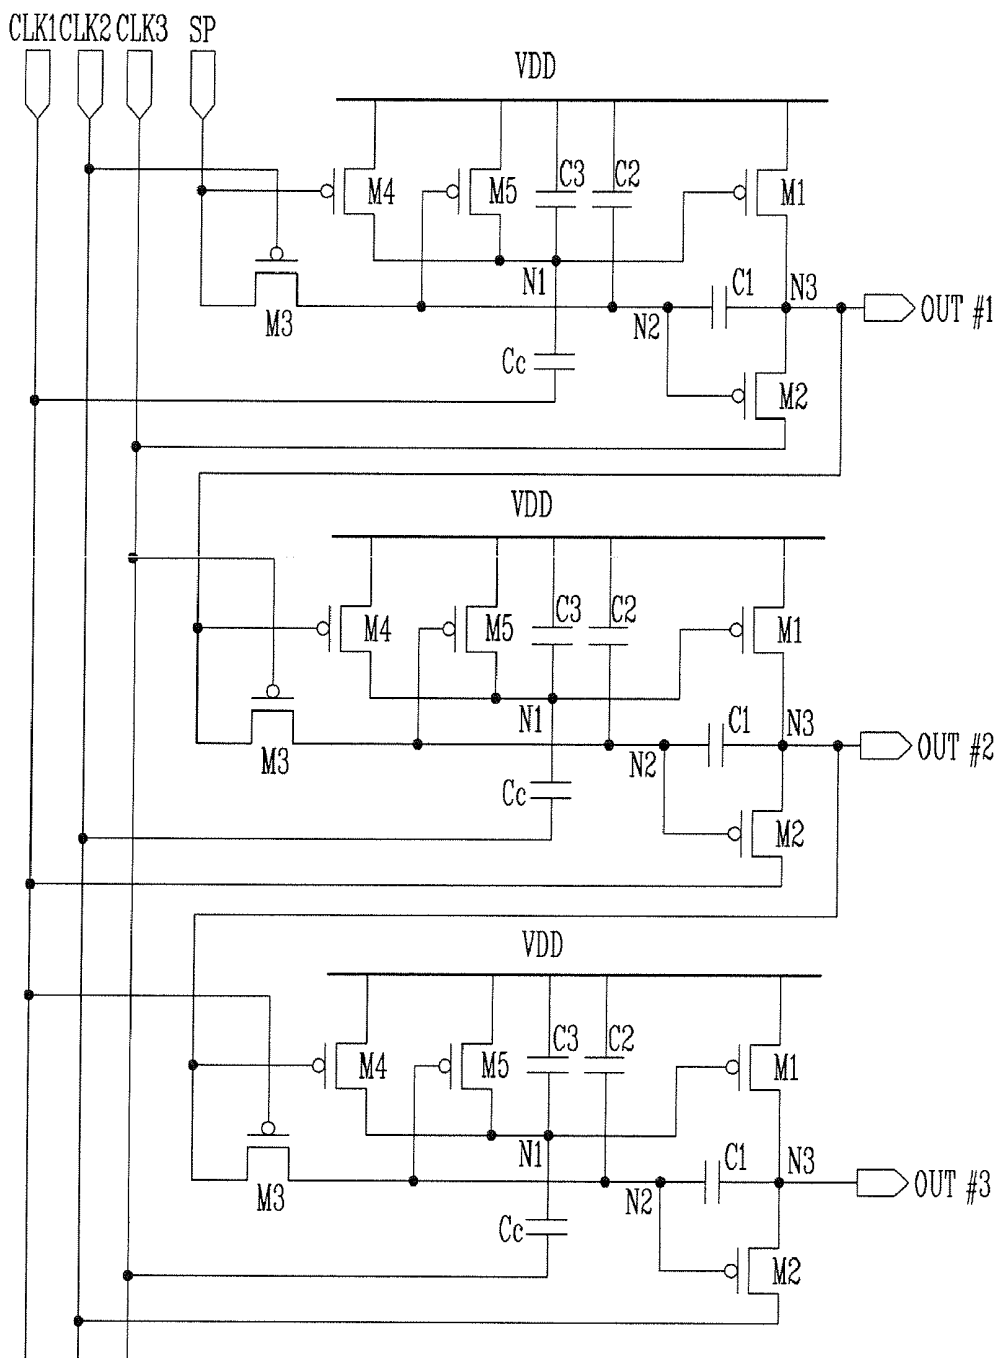 CLK1 CLK2 CLK3 SP
VDD
M4 M5 C3 C2 M1
N1 C1 N3
M3 N2 OUT #1
Cc M2
VDD
M4 M5 C3 C2 M1
N1 C1 N3
M3 N2 OUT #2
Cc M2
VDD
M4 M5 C3 C2 M1
N1 C1 N3
M3 N2 OUT #3
Cc M2